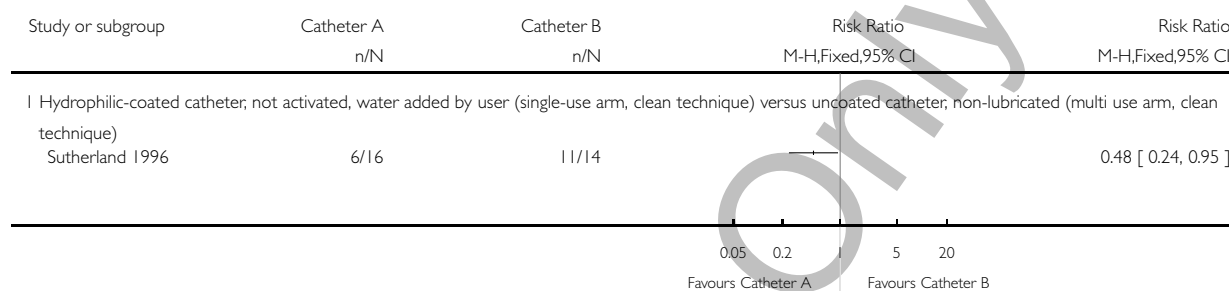 Study or subgroup Catheter A Catheter B Risk Ratio Risk Ratio
n/N n/N M-H,Fixed,95% CI M-H,Fixed,95% CI
1 Hydrophilic-coated catheter, not activated, water added by user (single-use arm, clean technique) versus uncoated catheter, non-lubricated (multi use arm, clean
technique)
Sutherland 1996 6/16 11/14 0.48 [ 0.24, 0.95 ]
0.05 0.2 1 5 20
Favours Catheter A Favours Catheter B
Only